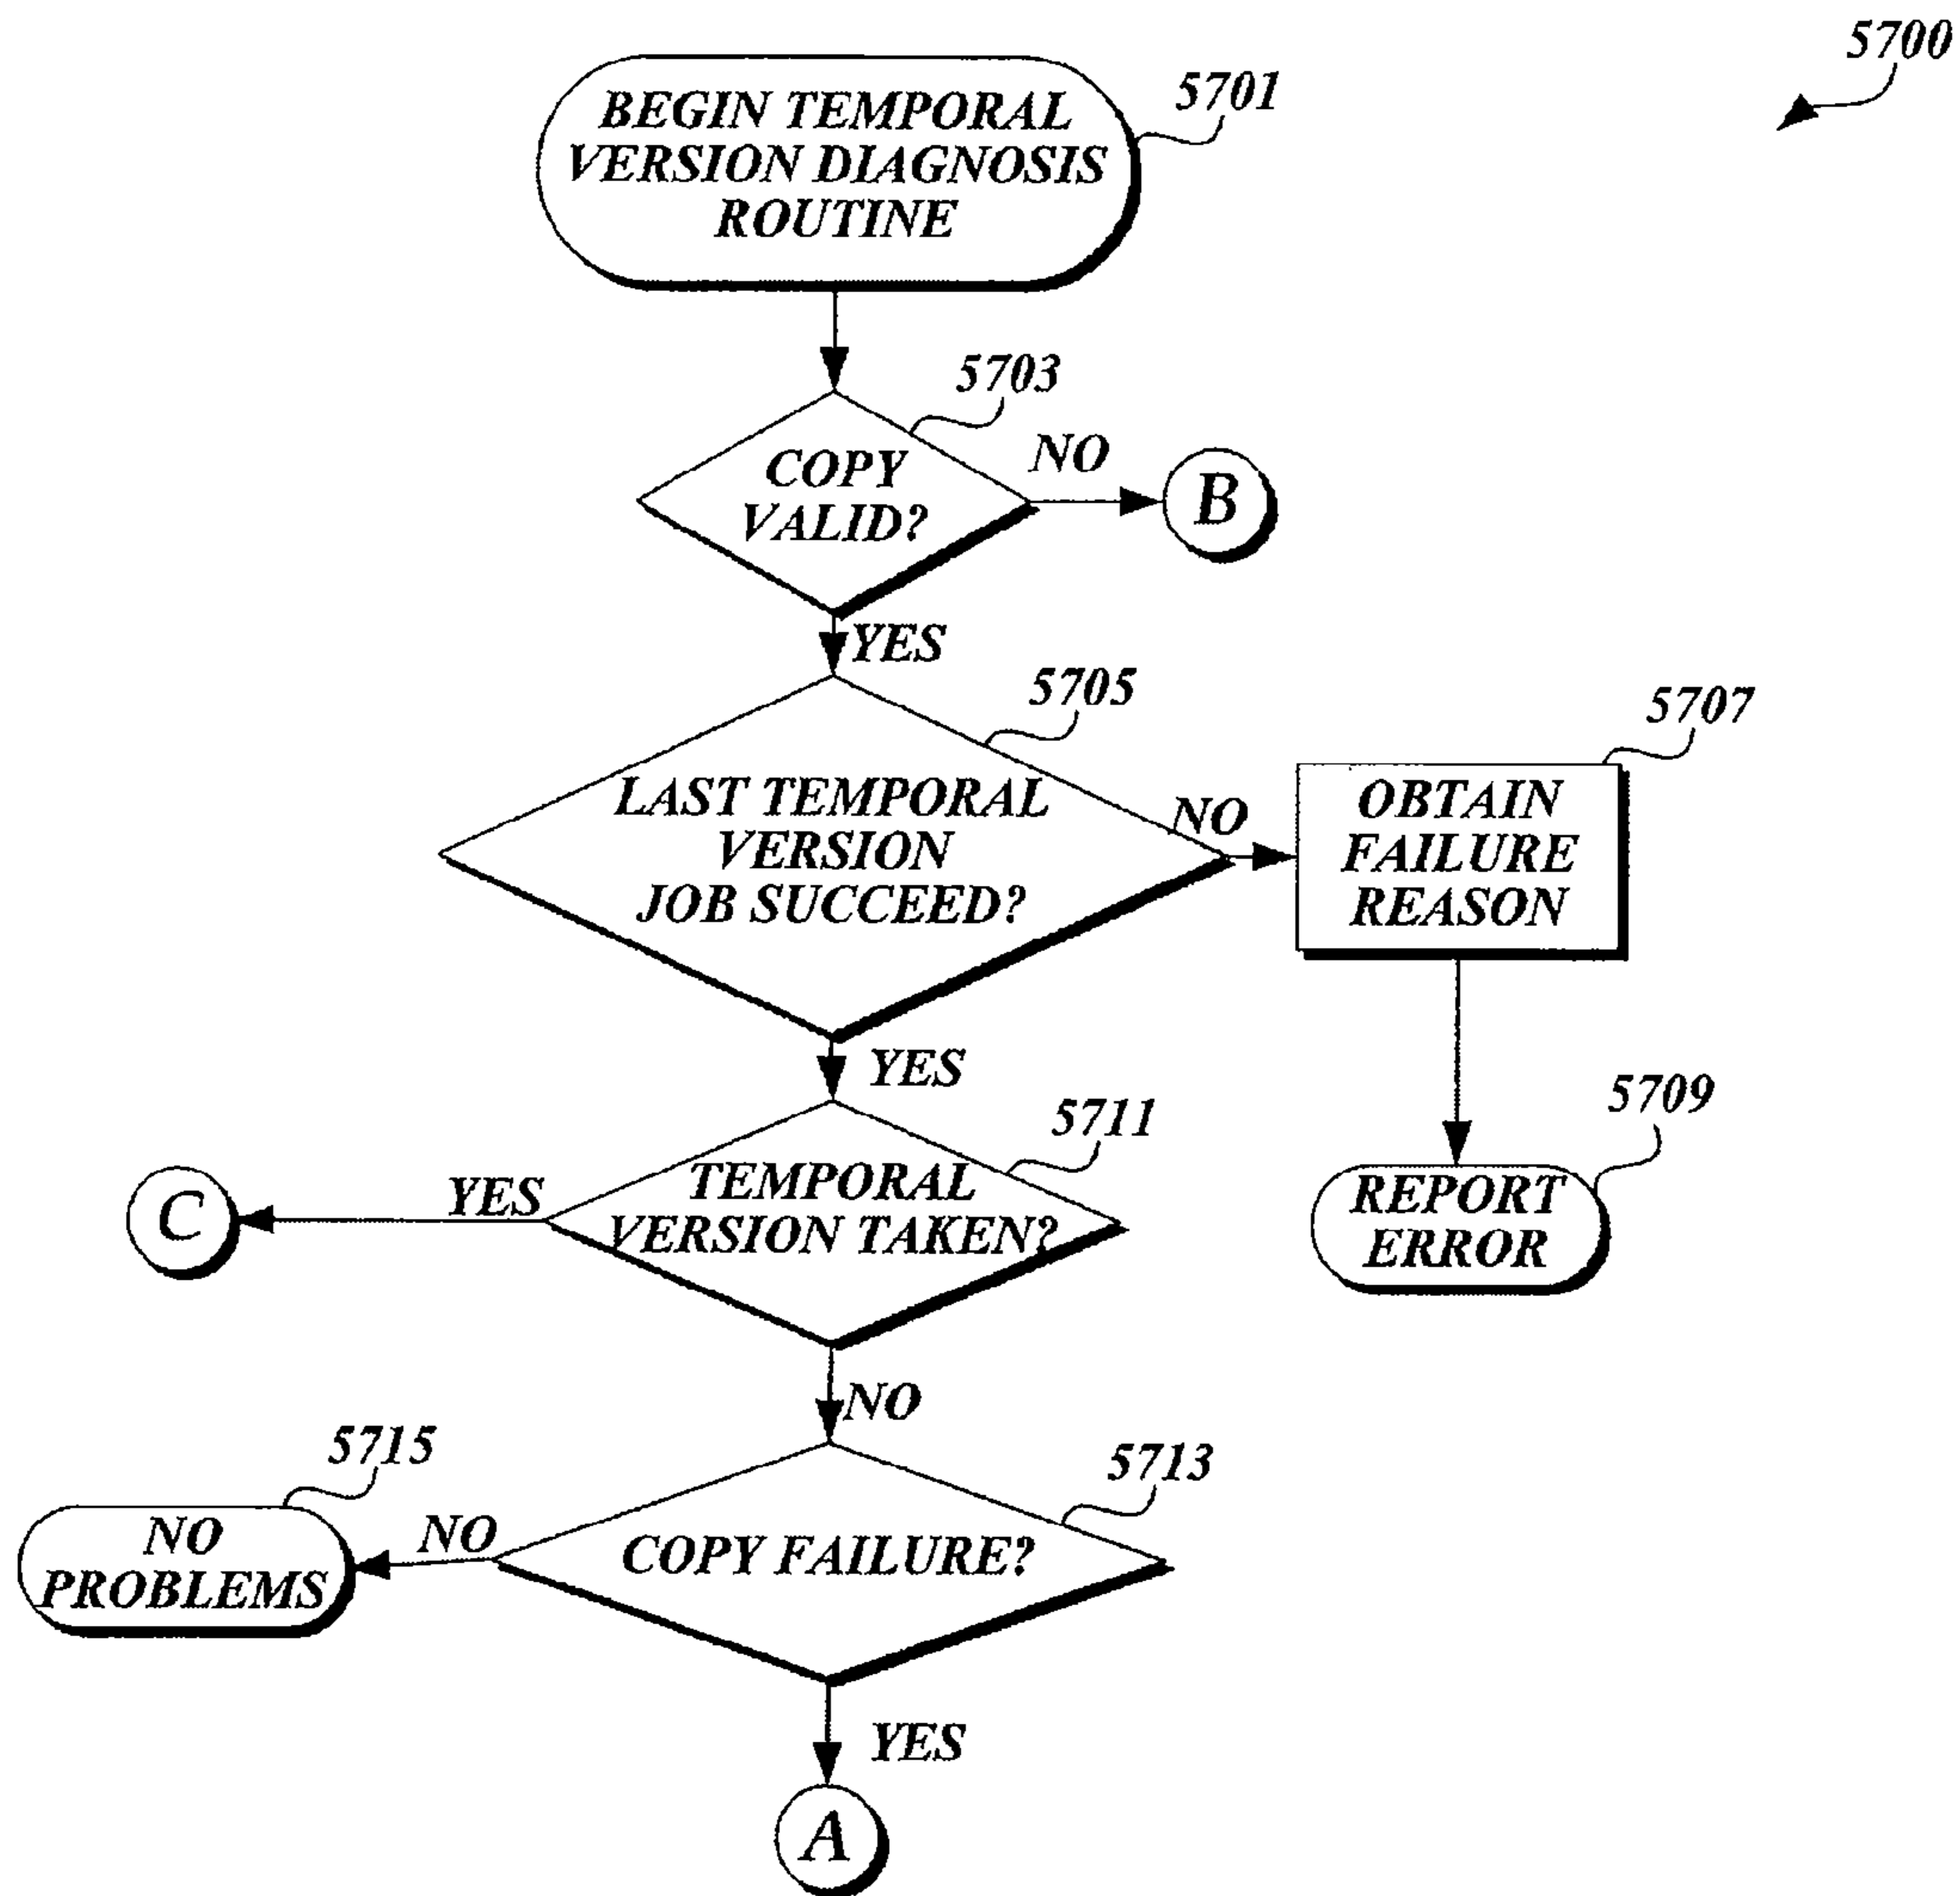 5700
BEGIN TEMPORAL
VERSION DIAGNOSIS
ROUTINE
5701
5703
COPY
VALID?
NO
B
YES
5705
LAST TEMPORAL
VERSION
JOB SUCCEED?
NO
5707
OBTAIN
FAILURE
REASON
YES
5709
REPORT
ERROR
5711
TEMPORAL
VERSION TAKEN?
YES
C
NO
5713
COPY FAILURE?
NO
5715
NO
PROBLEMS
YES
A